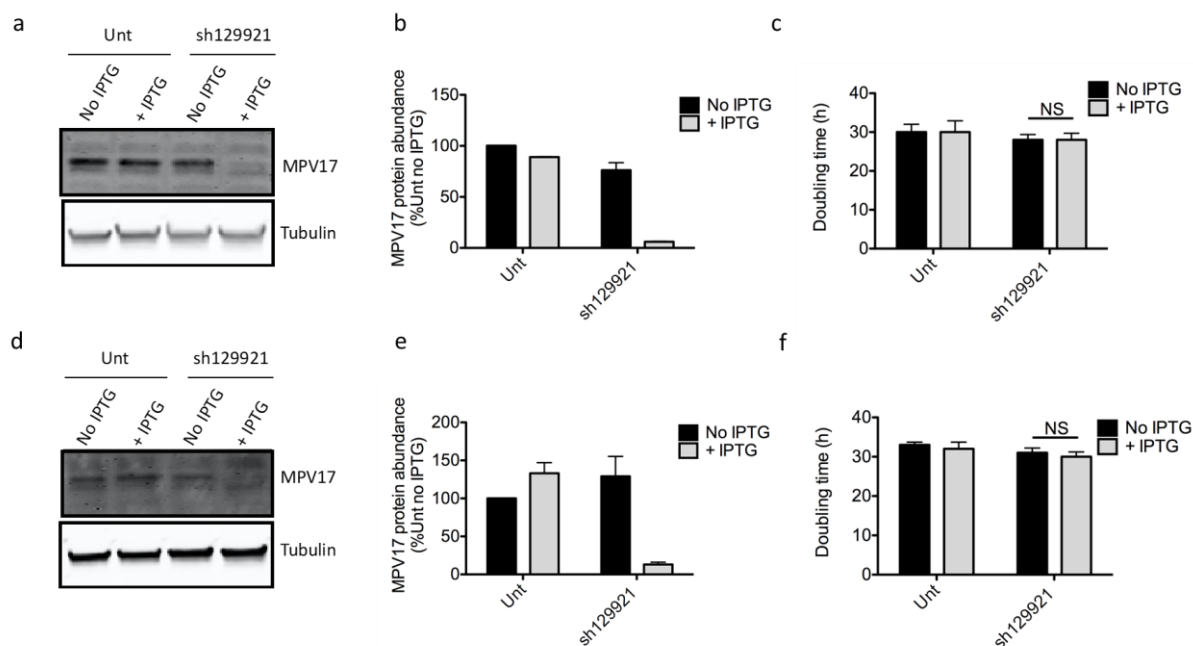 a
Unt
sh129921
No IPTG
+ IPTG
No IPTG
+ IPTG
MPV17
Tubulin
b
MPV17 protein abundance
(%Unt no IPTG)
150
100
50
0
Unt
sh129921
No IPTG
+ IPTG
c
Doubling time (h)
40
30
20
10
0
NS
Unt
sh129921
No IPTG
+ IPTG
d
Unt
sh129921
No IPTG
+ IPTG
No IPTG
+ IPTG
MPV17
Tubulin
e
MPV17 protein abundance
(%Unt no IPTG)
200
150
100
50
0
Unt
sh129921
No IPTG
+ IPTG
f
Doubling time (h)
40
30
20
10
0
NS
Unt
sh129921
No IPTG
+ IPTG